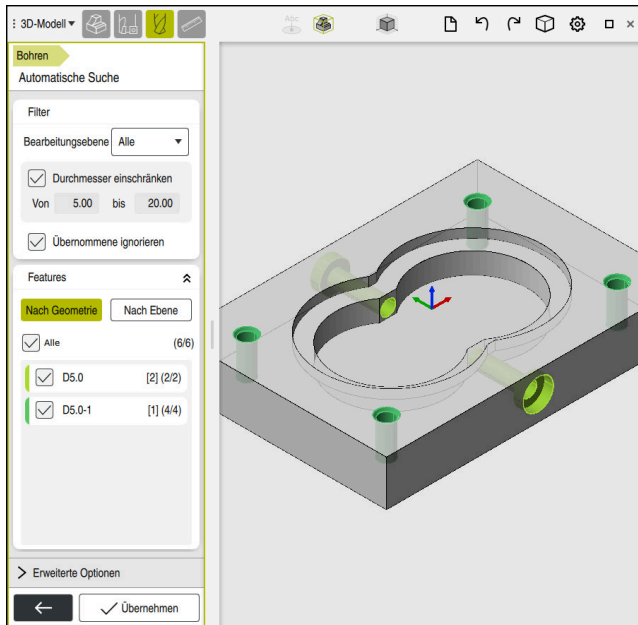 3D-Modell
Abc
Bohren
Automatische Suche
Filter
Bearbeitungsebene Alle
Durchmesser einschränken
Von 5.00 bis 20.00
Übernommene ignorieren
Features
Nach Geometrie Nach Ebene
Alle (6/6)
D5.0 [2] (2/2)
D5.0-1 [1] (4/4)
Erweiterte Optionen
Übernehmen